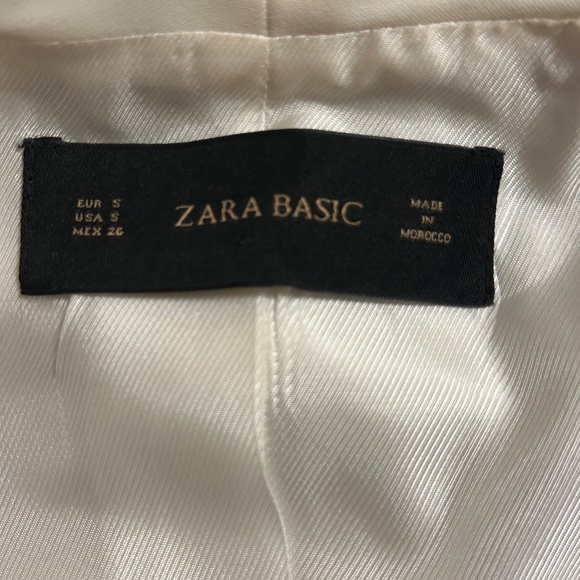 EUR S
USA S
MEX 26
ZARA BASIC
MADE
IN
MOROCCO